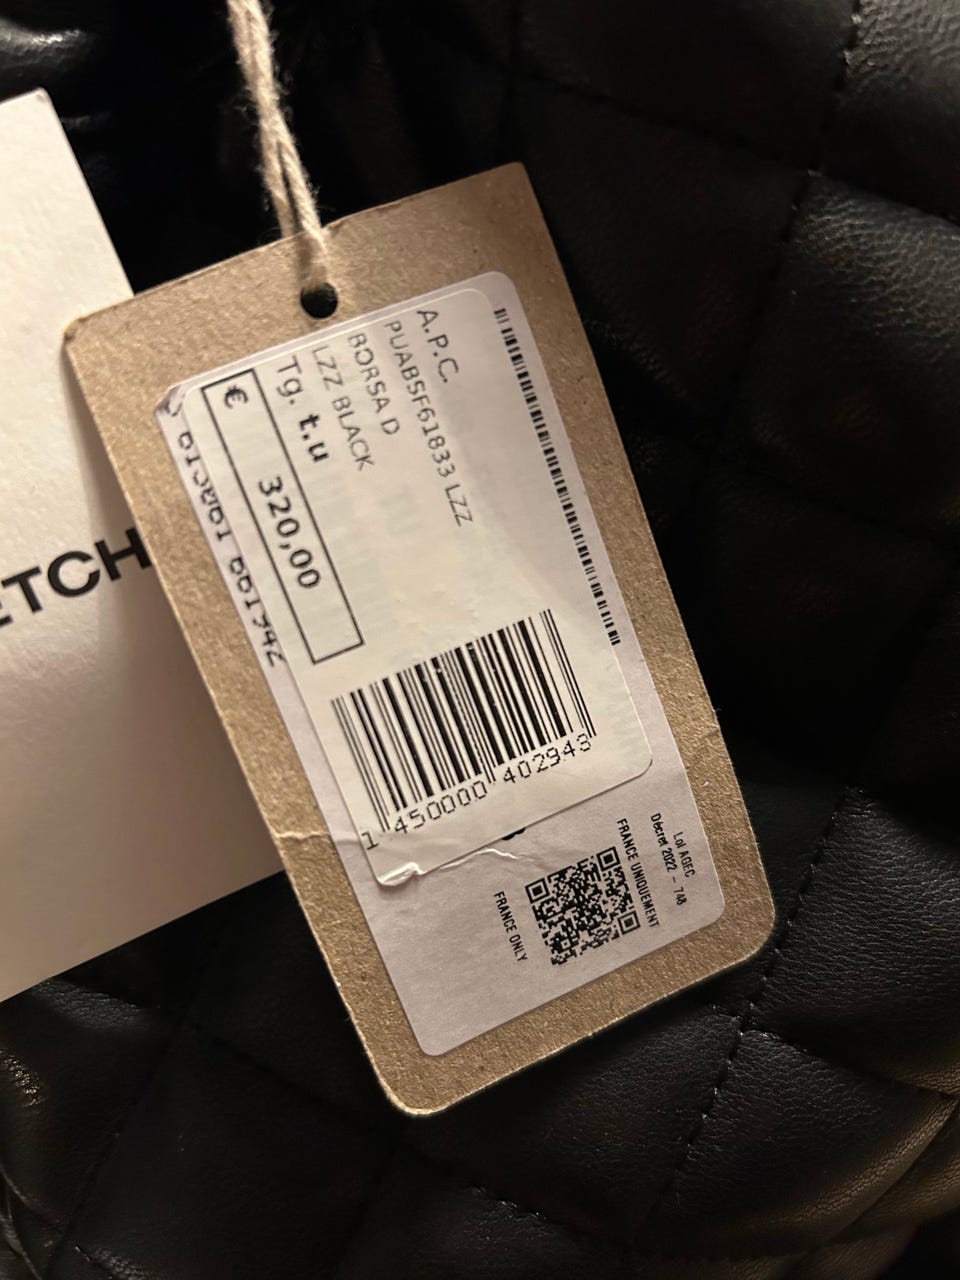 A.P.C.
PUABSF61833 LZZ
BORSA D
LZZ BLACK
Tg. t.u
€ 320,00
1 450000 402948
Loi AGEC
Décret 2022 - 748
FRANCE UNIQUEMENT
FRANCE ONLY
ETCH